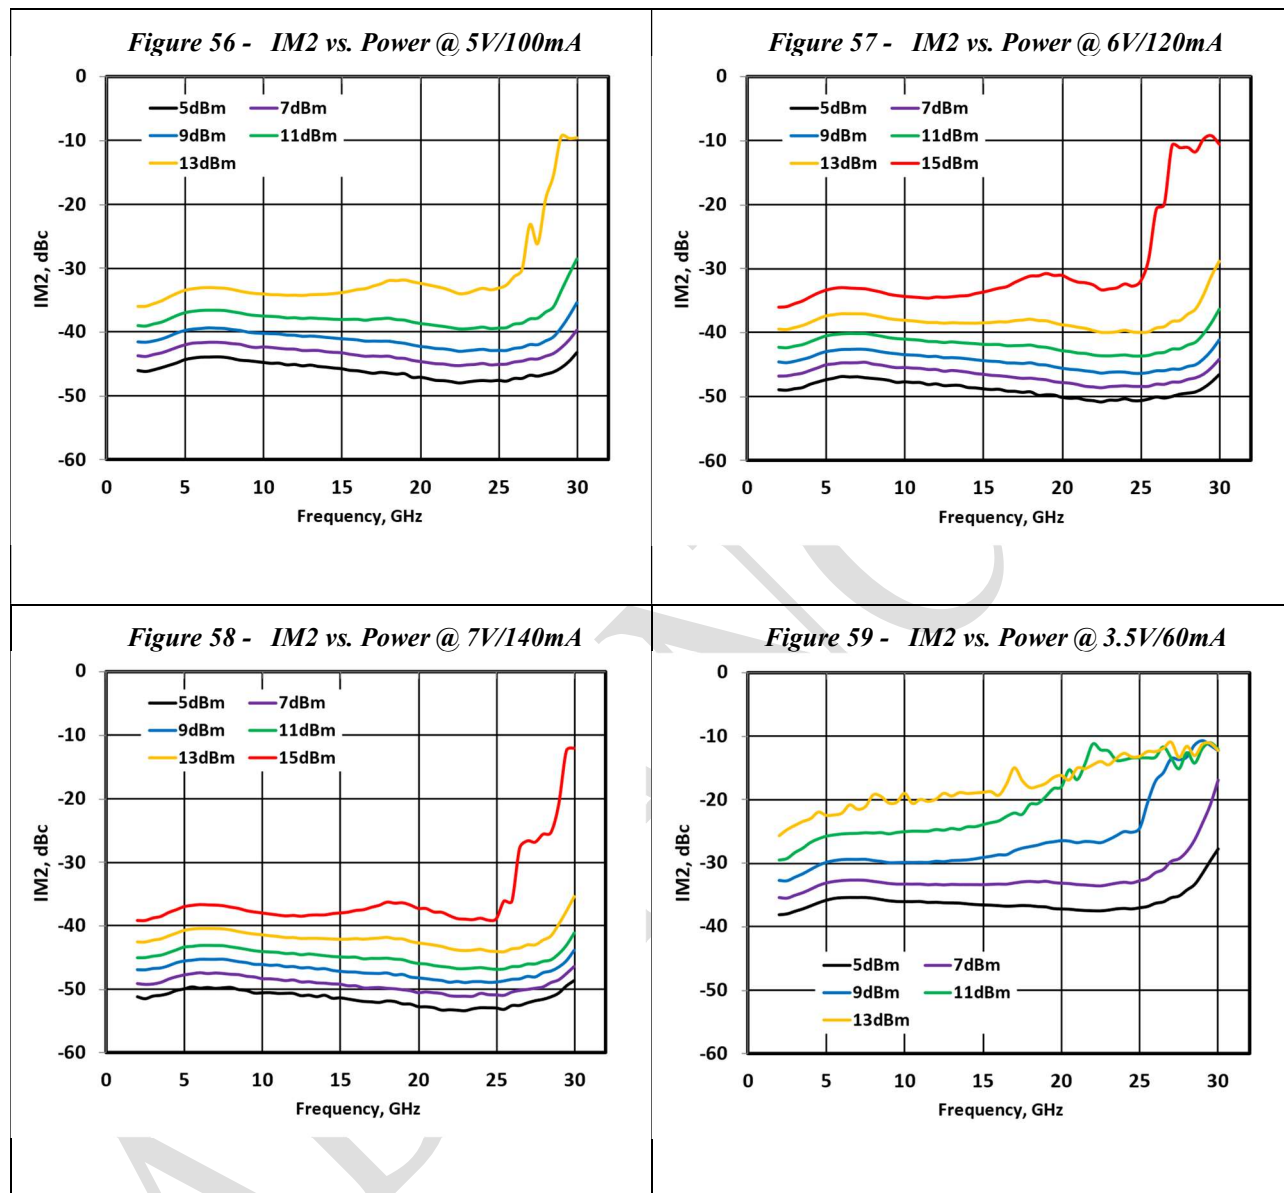 Figure 56 -   IM2 vs. Power @ 5V/100mA
0
-10
-20
-30
-40
-50
-60
IM2, dBc
5dBm
7dBm
9dBm
11dBm
13dBm
0 5 10 15 20 25 30
Frequency, GHz
Figure 57 -   IM2 vs. Power @ 6V/120mA
0
-10
-20
-30
-40
-50
-60
IM2, dBc
5dBm
7dBm
9dBm
11dBm
13dBm
15dBm
0 5 10 15 20 25 30
Frequency, GHz
Figure 58 -   IM2 vs. Power @ 7V/140mA
0
-10
-20
-30
-40
-50
-60
IM2, dBc
5dBm
7dBm
9dBm
11dBm
13dBm
15dBm
0 5 10 15 20 25 30
Frequency, GHz
Figure 59 -   IM2 vs. Power @ 3.5V/60mA
0
-10
-20
-30
-40
-50
-60
IM2, dBc
5dBm
7dBm
9dBm
11dBm
13dBm
0 5 10 15 20 25 30
Frequency, GHz